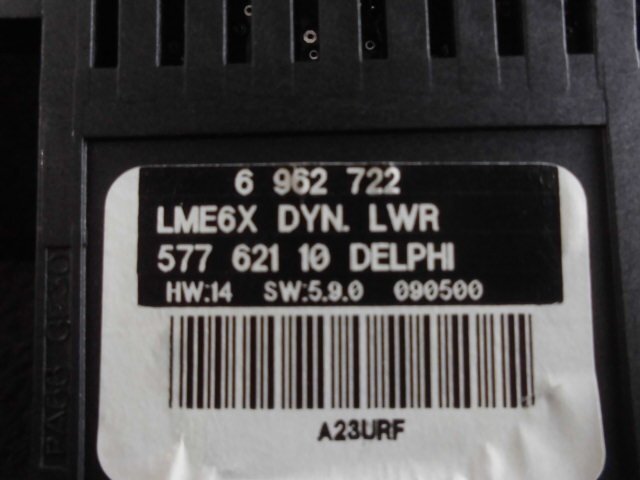 6 962 722
LME6X DYN. LWR
577 621 10 DELPHI
HW:14 SW:5.9.0 090500
A23URF